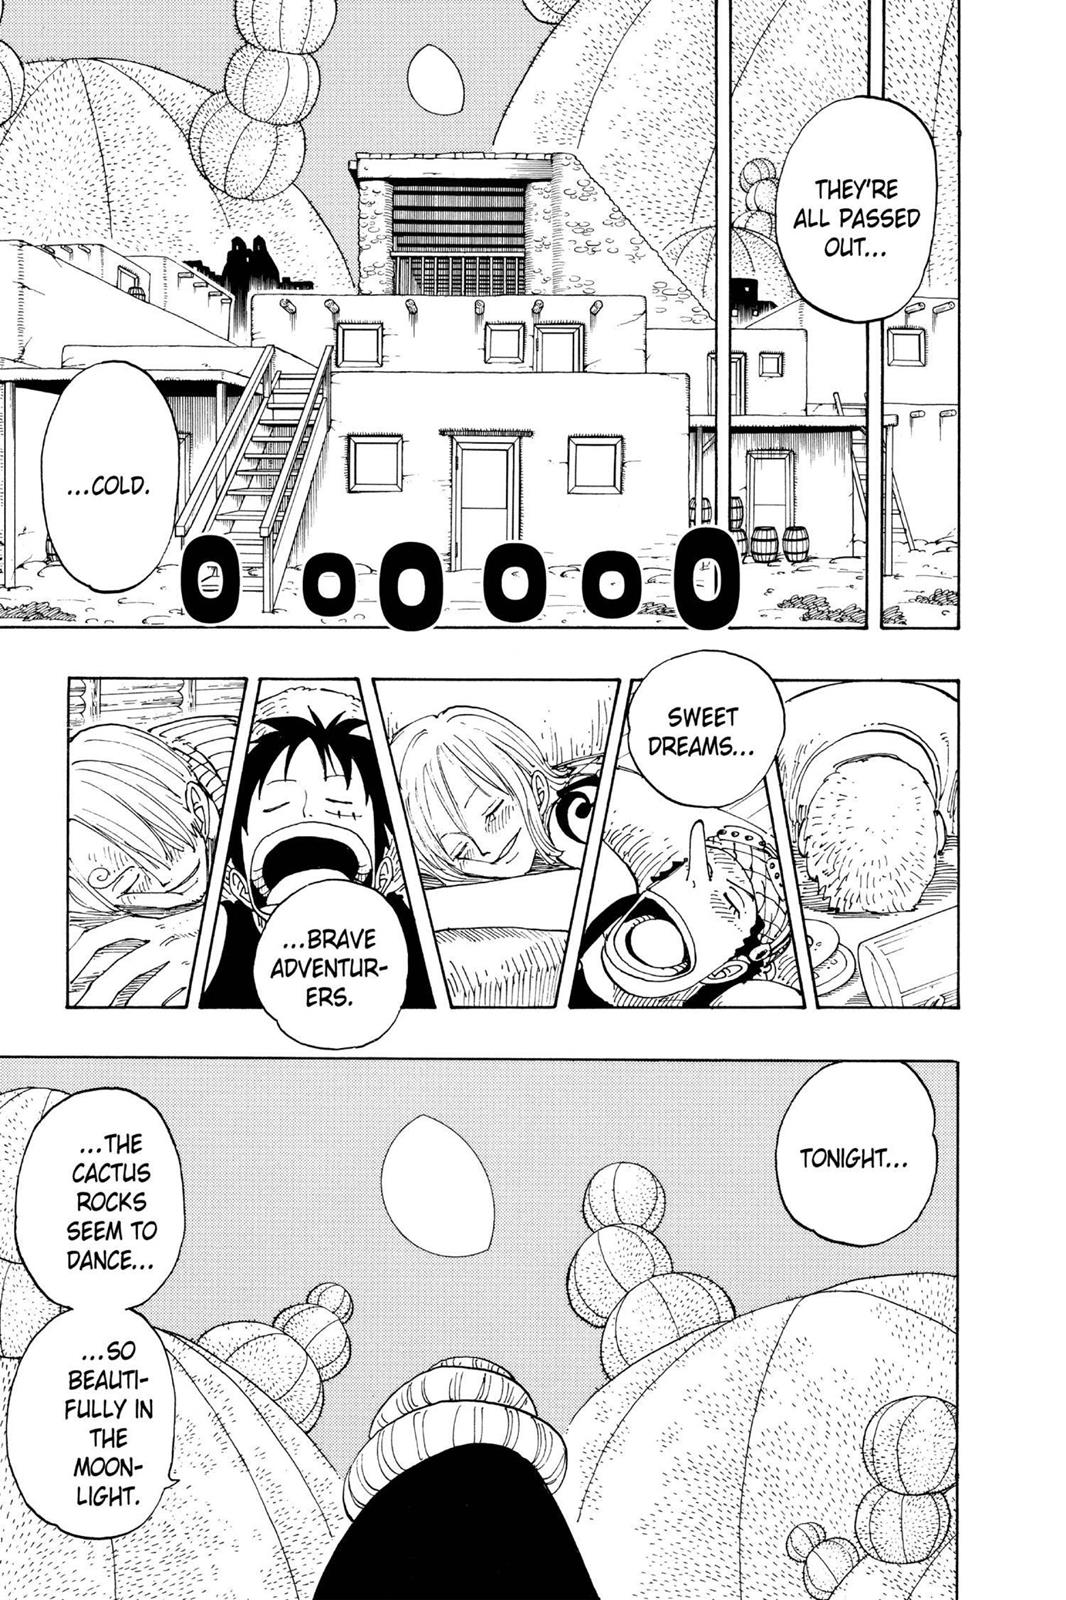 THEY'RE
ALL PASSED
OUT...
...COLD.
SWEET
DREAMS...
...BRAVE
ADVENTUR-
ERS.
TONIGHT...
...THE
CACTUS
ROCKS
SEEM TO
DANCE...
...SO
BEAUTI-
FULLY IN
THE
MOON-
LIGHT.